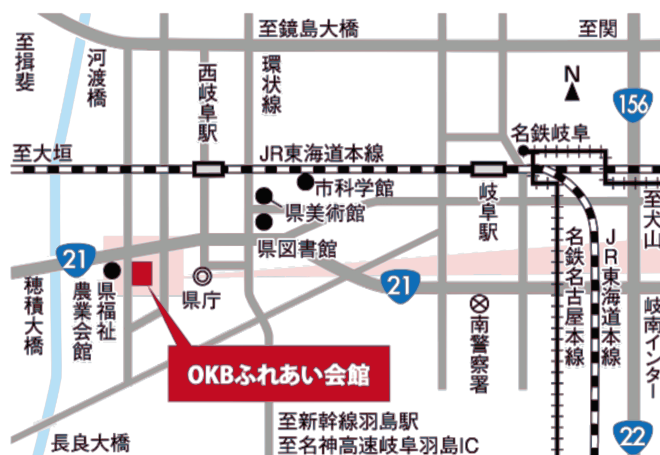 至鏡島大橋
至関
至揖斐
河渡橋
西岐阜駅
環状線
N
156
名鉄岐阜
至大垣
JR東海道本線
市科学館
県美術館
県図書館
岐阜駅
至犬山
21
穂積大橋
県福祉
農業会館
県庁
21
南警察署
名鉄名古屋本線
JR東海道本線
岐南インター
OKBふれあい会館
至新幹線羽島駅
至名神高速岐阜羽島IC
長良大橋
22